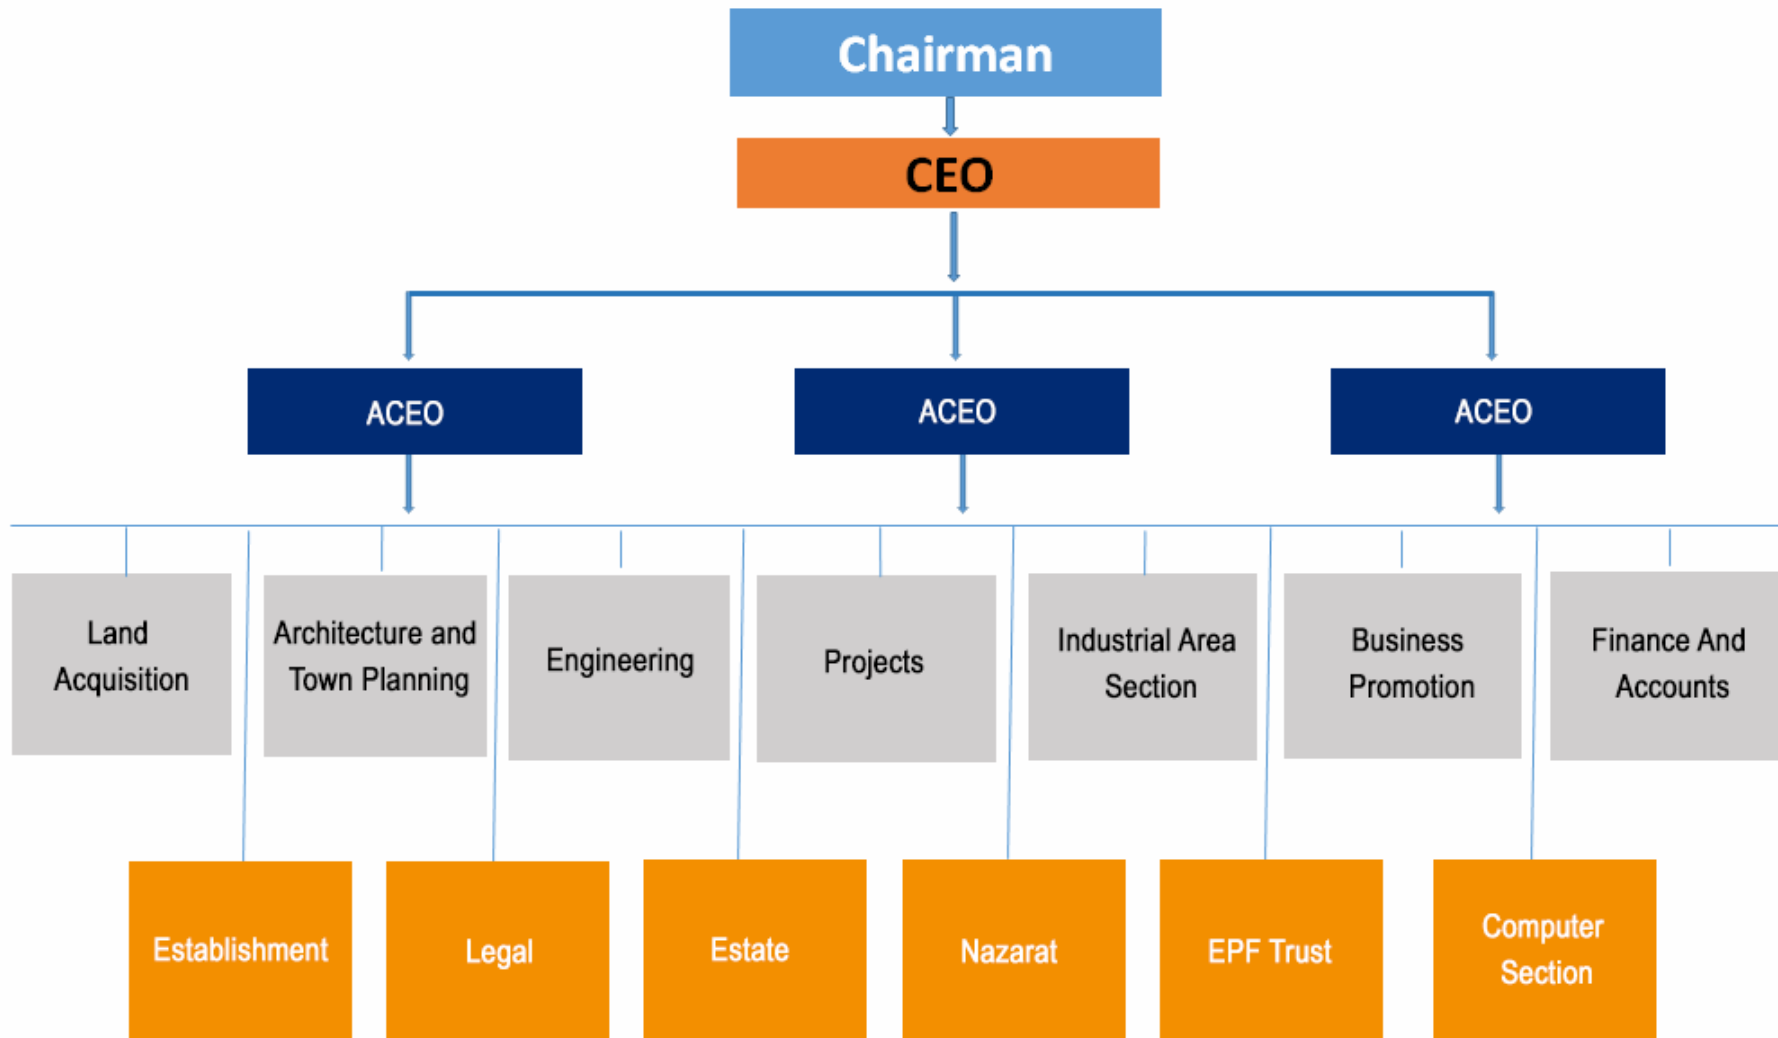 Chairman
CEO
ACEO
ACEO
ACEO
Land
Acquisition
Architecture and
Town Planning
Engineering
Projects
Industrial Area
Section
Business
Promotion
Finance And
Accounts
Establishment
Legal
Estate
Nazarat
EPF Trust
Computer
Section